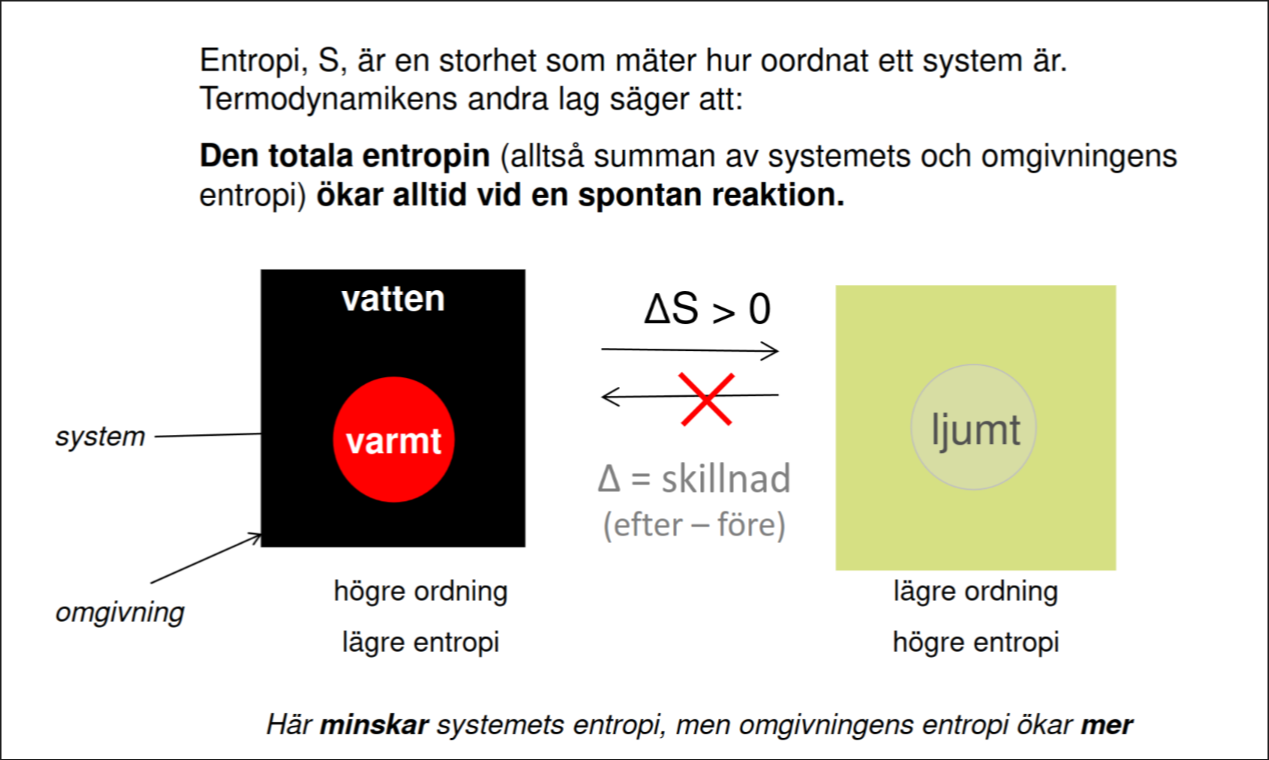 Entropi, S, är en storhet som mäter hur oordnat ett system är.
Termodynamikens andra lag säger att:
Den totala entropin (alltså summan av systemets och omgivningens
entropi) ökar alltid vid en spontan reaktion.
vatten
varmt
system
omgivning
högre ordning
lägre entropi
ΔS > 0
Δ = skillnad
(efter – före)
ljumt
lägre ordning
högre entropi
Här minskar systemets entropi, men omgivningens entropi ökar mer